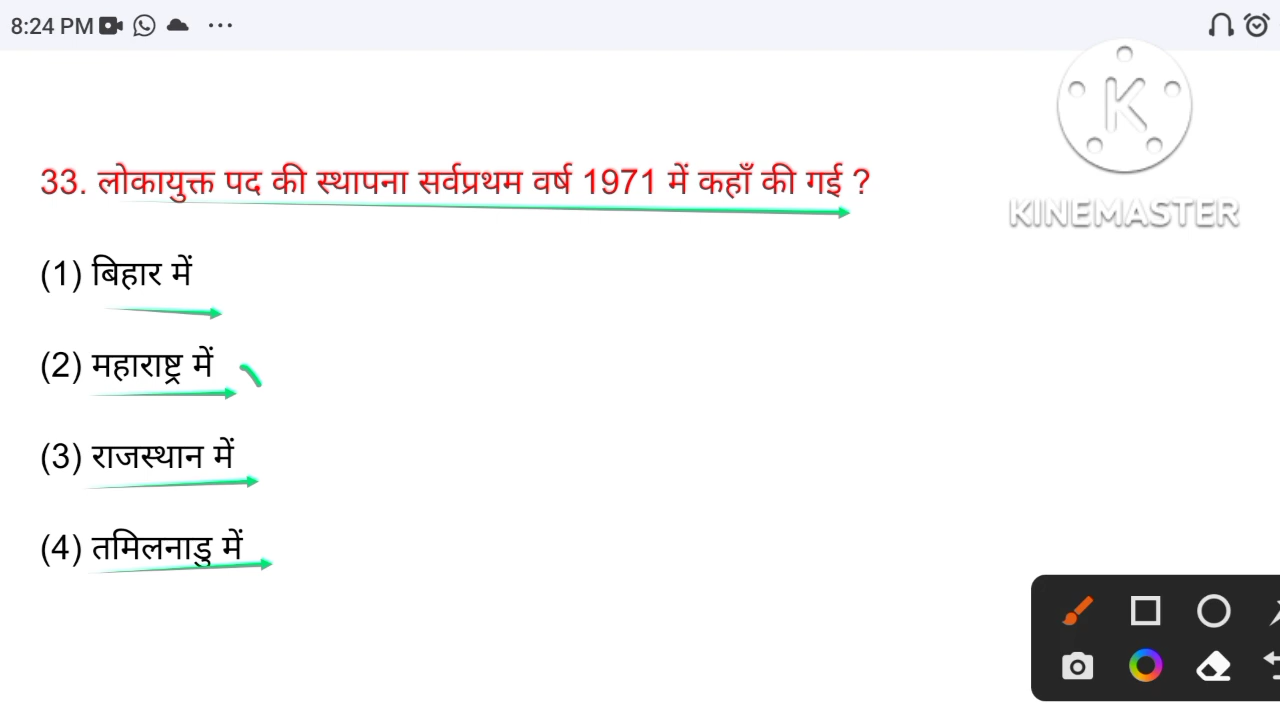 8:24 PM
KINEMASTER
33. लोकायुक्त पद की स्थापना सर्वप्रथम वर्ष 1971 में कहाँ की गई ?
(1) बिहार में
(2) महाराष्ट्र में
(3) राजस्थान में
(4) तमिलनाडु में